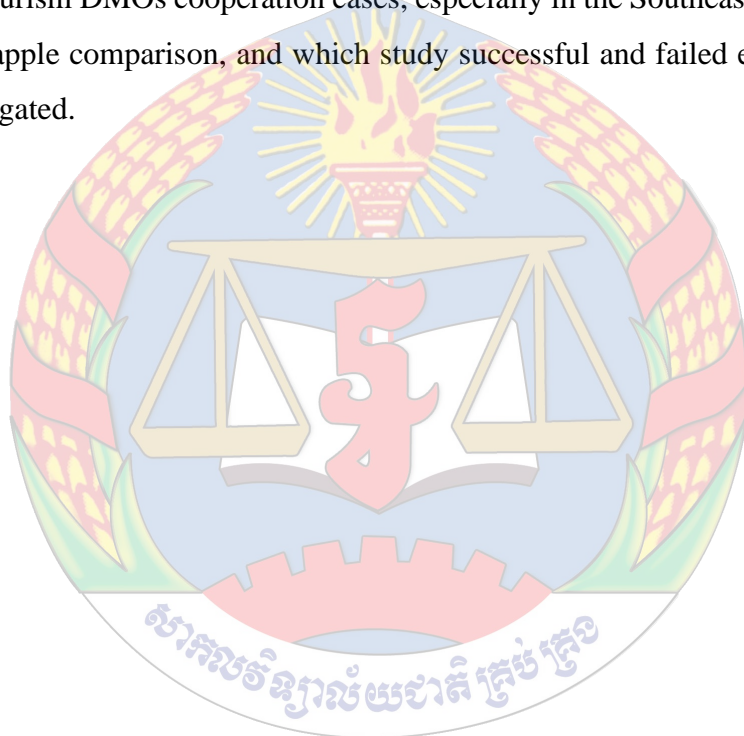 urism DMOs cooperation cases, especially in the Southeas
apple comparison, and which study successful and failed e
gated.
សាកលវិទ្យាល័យជាតិគ្រប់គ្រង